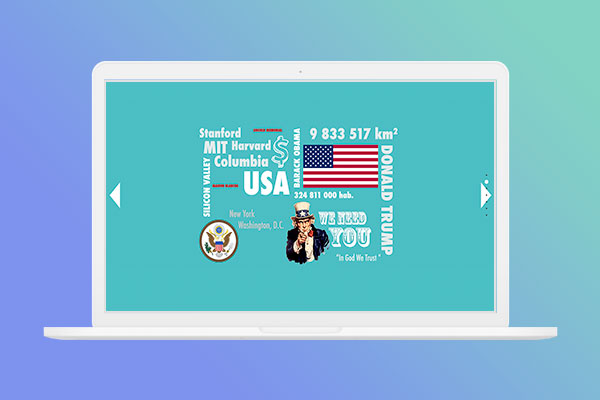 Stanford
MIT Harvard
Columbia
USA
SILICON VALLEY
New York
Washington, D.C.
BARACK OBAMA
9 833 517 km²
324 811 000 hab.
DONALD TRUMP
WE NEED
YOU
"In God We Trust "
$